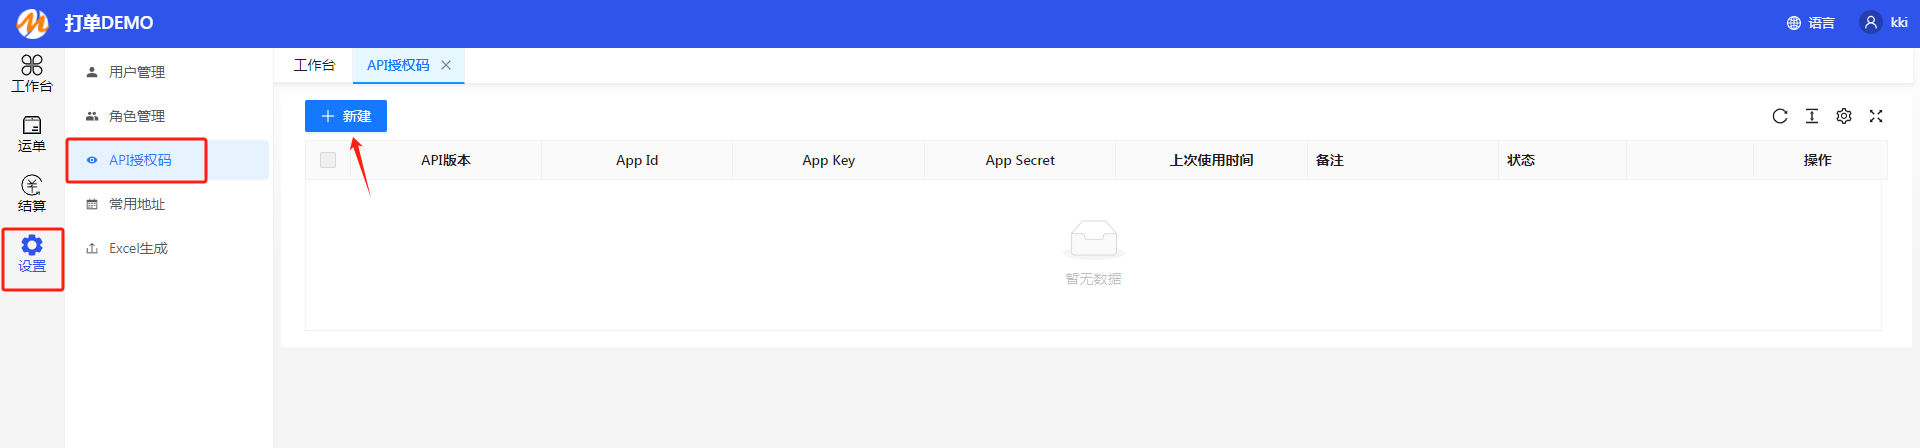 打单DEMO
语言
kki
工作台
运单
结算
设置
用户管理
角色管理
API授权码
常用地址
Excel生成
工作台
API授权码
新建
API版本
App Id
App Key
App Secret
上次使用时间
备注
状态
操作
暂无数据